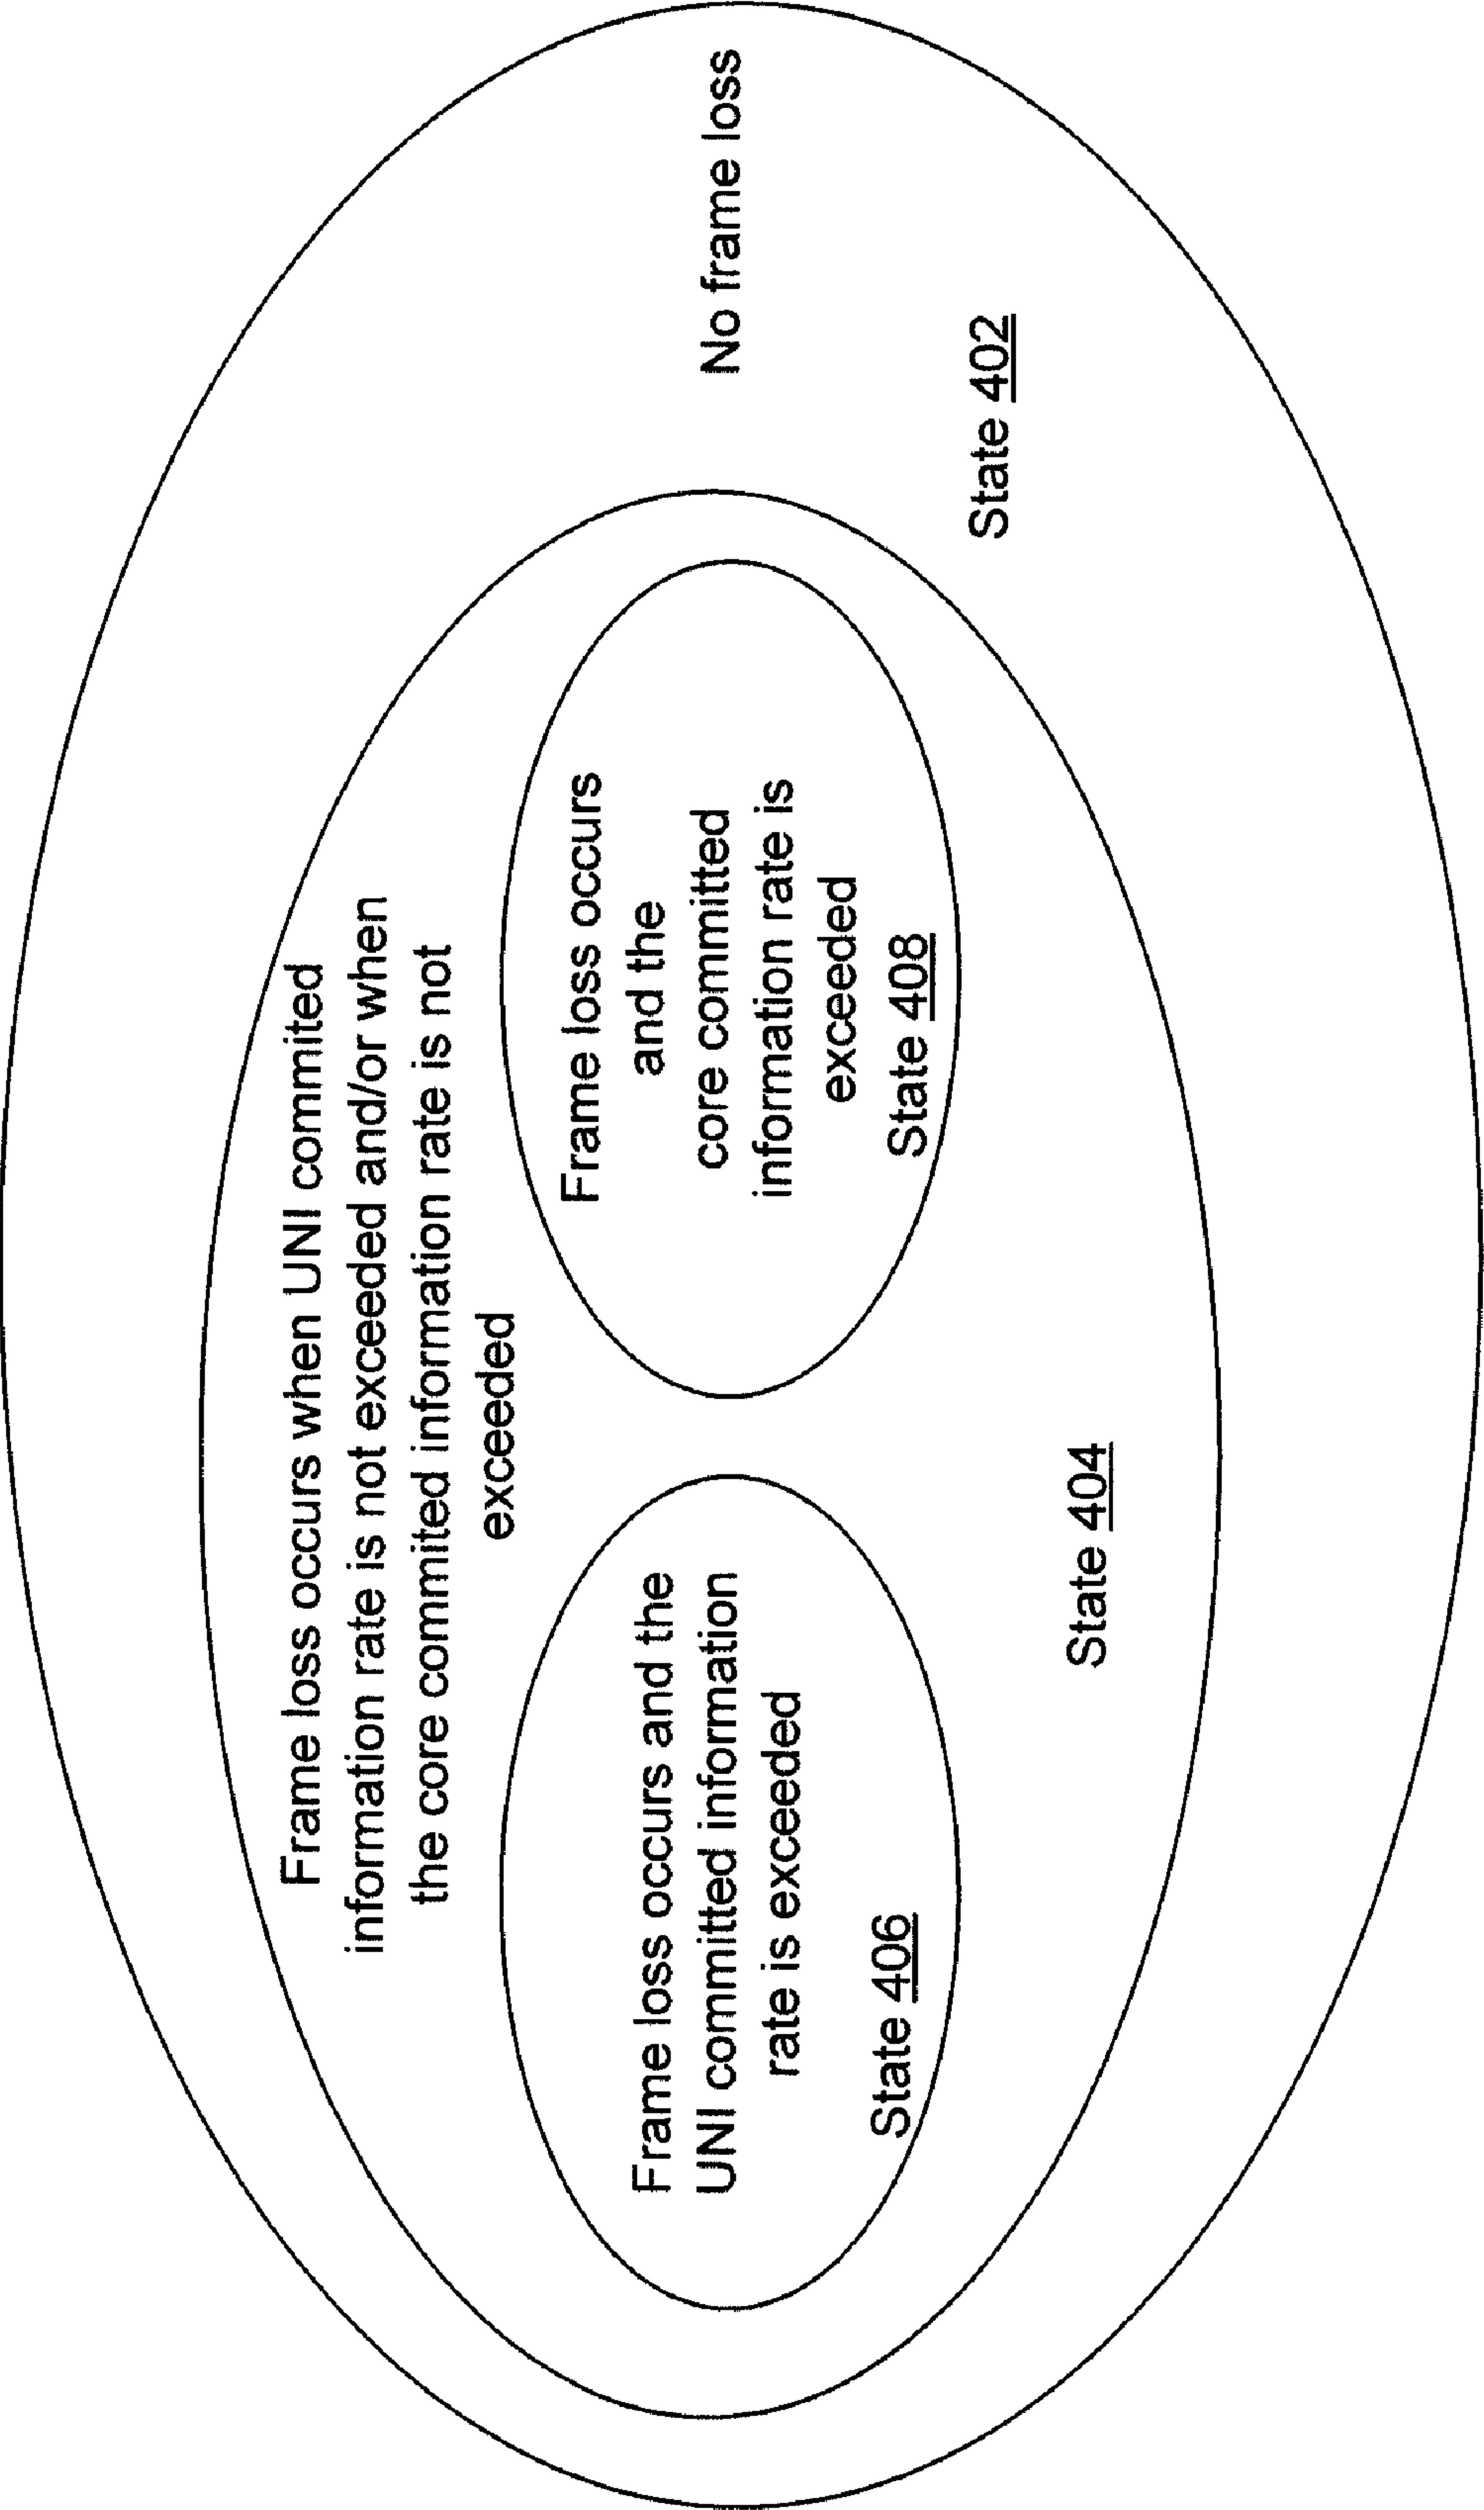 Frame loss occurs when UNI commited
information rate is not exceeded and/or when
the core commited information rate is not
exceeded
Frame loss occurs and the
UNI committed information
rate is exceeded
State 406
Frame loss occurs
and the
core committed
information rate is
exceeded
State 408
No frame loss
State 402
State 404